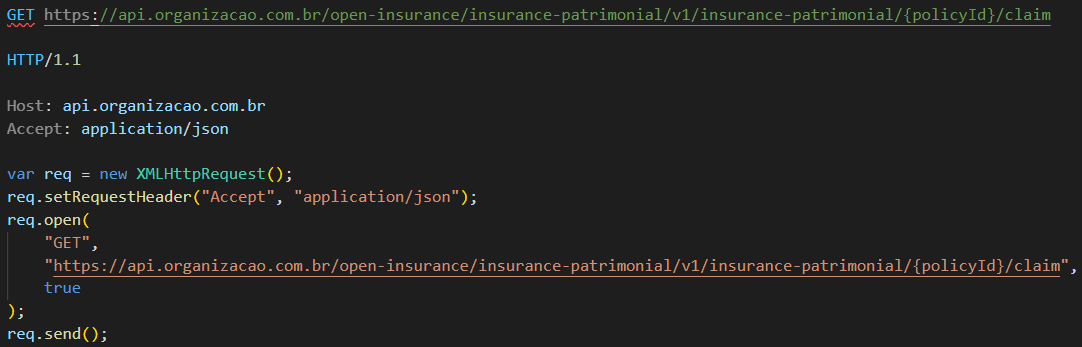 GET https://api.organizacao.com.br/open-insurance/insurance-patrimonial/v1/insurance-patrimonial/{policyId}/claim
HTTP/1.1
Host: api.organizacao.com.br
Accept: application/json
var req = new XMLHttpRequest();
req.setRequestHeader("Accept", "application/json");
req.open(
"GET",
"https://api.organizacao.com.br/open-insurance/insurance-patrimonial/v1/insurance-patrimonial/{policyId}/claim",
true
);
req.send();